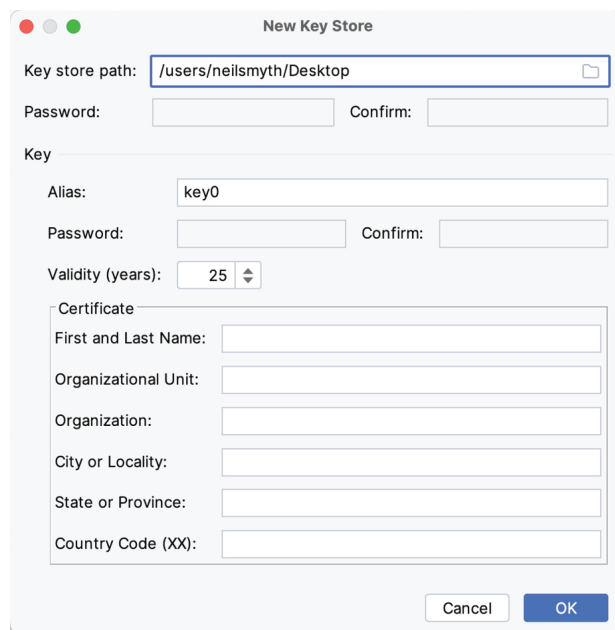 New Key Store
Key store path: /users/neilsmyth/Desktop
Password: Confirm:
Key
Alias: key0
Password: Confirm:
Validity (years): 25
Certificate
First and Last Name:
Organizational Unit:
Organization:
City or Locality:
State or Province:
Country Code (XX):
Cancel OK